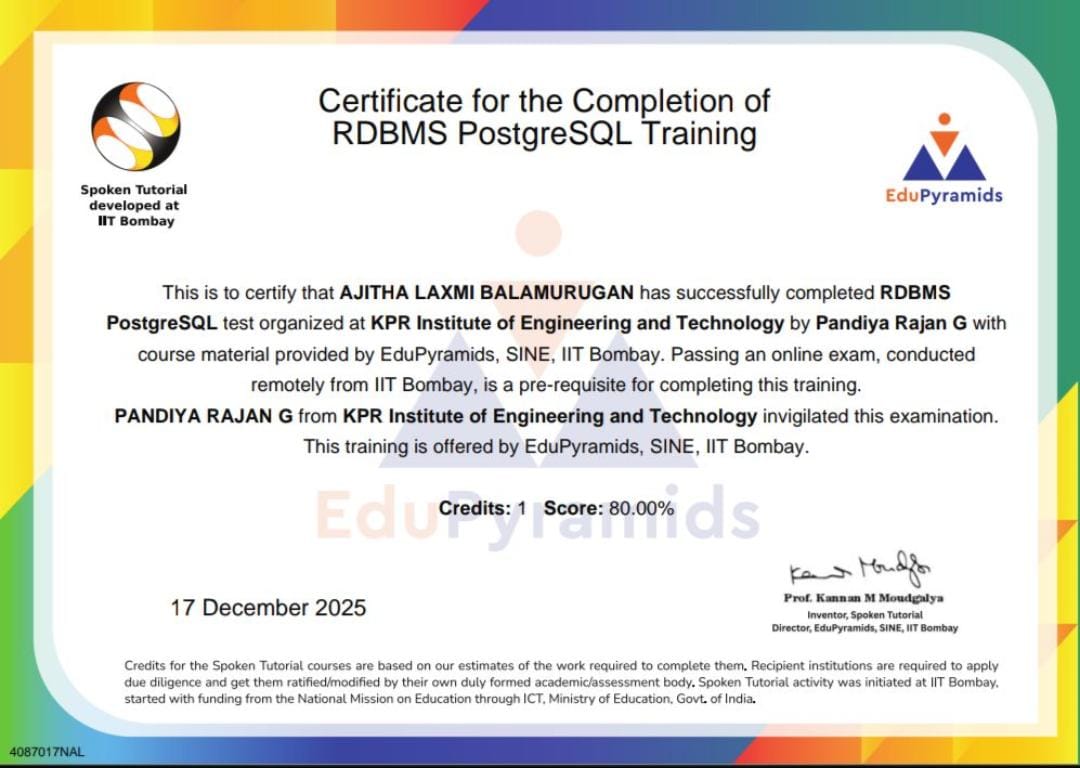 Certificate for the Completion of
RDBMS PostgreSQL Training
Spoken Tutorial
developed at
IIT Bombay
EduPyramids
This is to certify that AJITHA LAXMI BALAMURUGAN has successfully completed RDBMS
PostgreSQL test organized at KPR Institute of Engineering and Technology by Pandiya Rajan G with
course material provided by EduPyramids, SINE, IIT Bombay. Passing an online exam, conducted
remotely from IIT Bombay, is a pre-requisite for completing this training.
PANDIYA RAJAN G from KPR Institute of Engineering and Technology invigilated this examination.
This training is offered by EduPyramids, SINE, IIT Bombay.
EduPyramids
Credits: 1 Score: 80.00%
17 December 2025
Prof. Kannan M Moudgalya
Inventor, Spoken Tutorial
Director, EduPyramids, SINE, IIT Bombay
Credits for the Spoken Tutorial courses are based on our estimates of the work required to complete them. Recipient institutions are required to apply
due diligence and get them ratified/modified by their own duly formed academic/assessment body. Spoken Tutorial activity was initiated at IIT Bombay,
started with funding from the National Mission on Education through ICT, Ministry of Education, Govt. of India.
4087017NAL